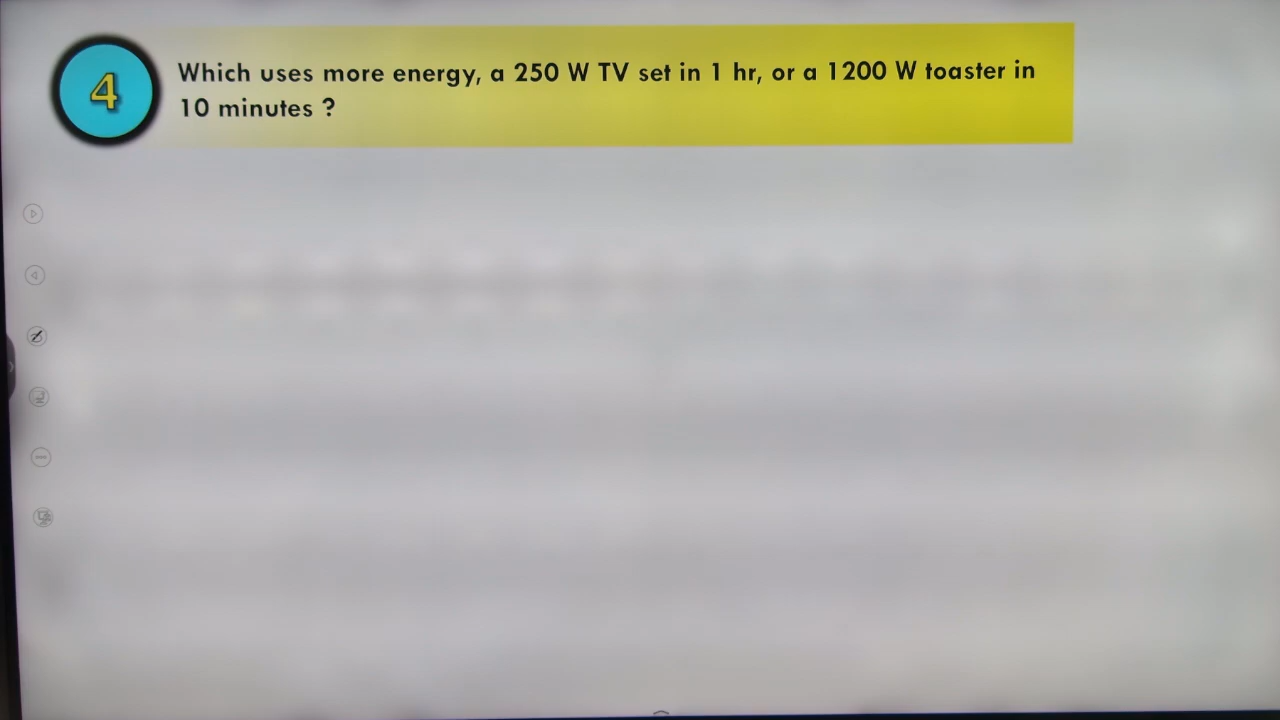 4
Which uses more energy, a 250 W TV set in 1 hr, or a 1200 W toaster in
10 minutes ?